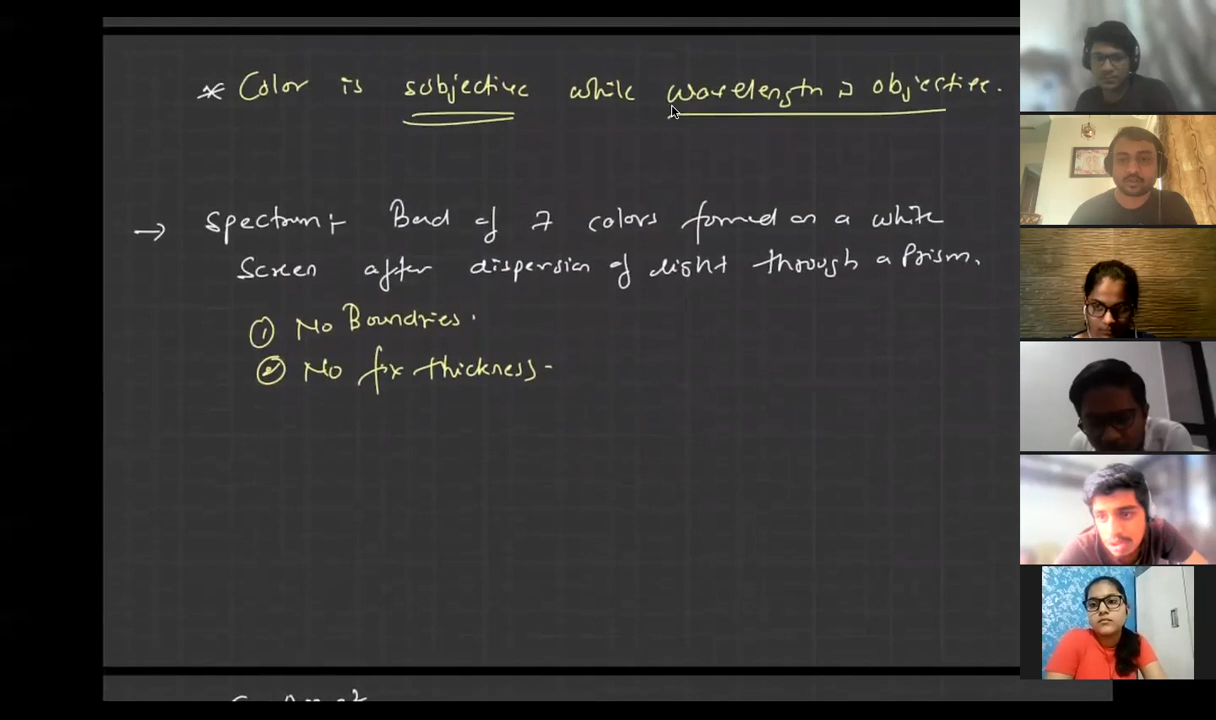 * Color is subjective while wavelength is objective.
→ Spectrum :- Band of 7 colors formed on a white
Screen after dispersion of light through a Prism.
① No Boundries.
② No fix thickness-